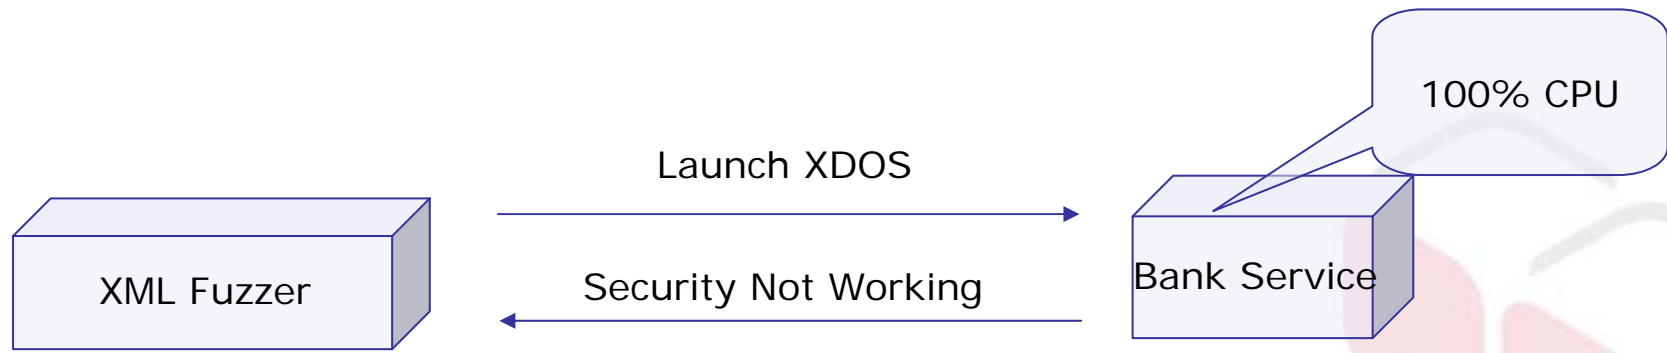 100% CPU
Launch XDOS
XML Fuzzer
Security Not Working
Bank Service